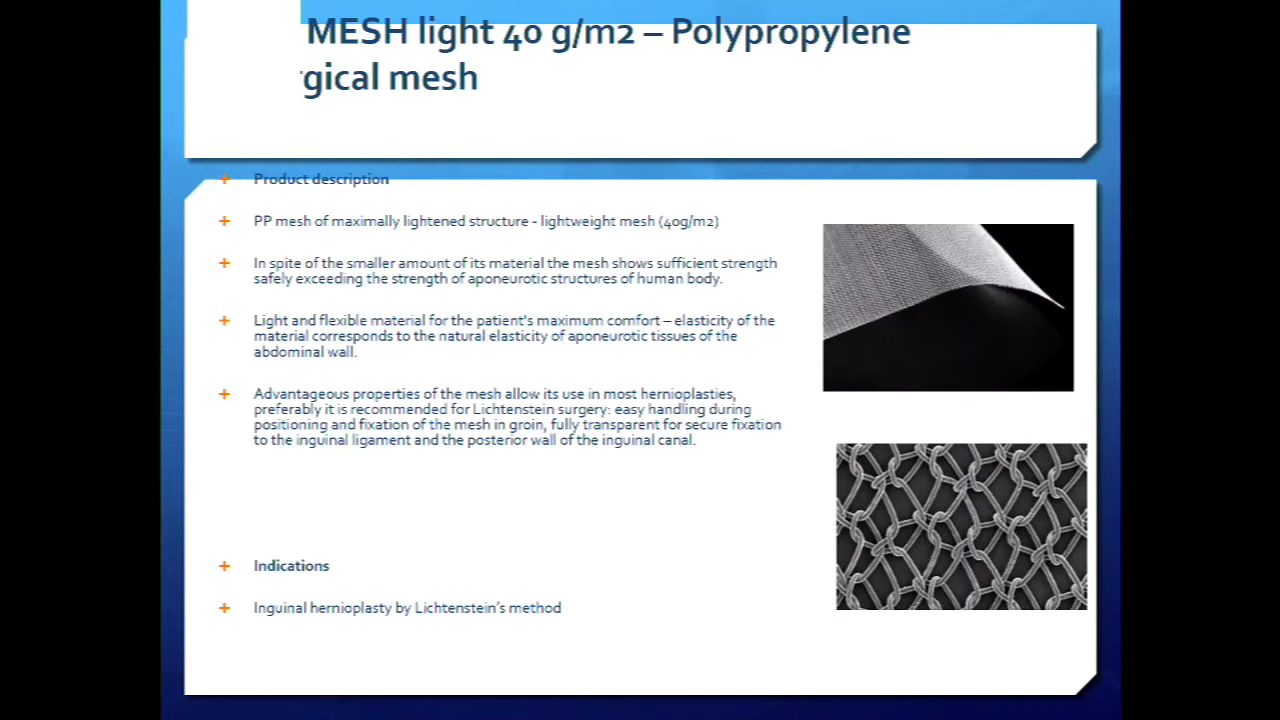 MESH light 40 g/m2 – Polypropylene
gical mesh
Product description
PP mesh of maximally lightened structure - lightweight mesh (40g/m2)
In spite of the smaller amount of its material the mesh shows sufficient strength
safely exceeding the strength of aponeurotic structures of human body.
Light and flexible material for the patient's maximum comfort – elasticity of the
material corresponds to the natural elasticity of aponeurotic tissues of the
abdominal wall.
Advantageous properties of the mesh allow its use in most hernioplasties,
preferably it is recommended for Lichtenstein surgery: easy handling during
positioning and fixation of the mesh in groin, fully transparent for secure fixation
to the inguinal ligament and the posterior wall of the inguinal canal.
Indications
Inguinal hernioplasty by Lichtenstein’s method